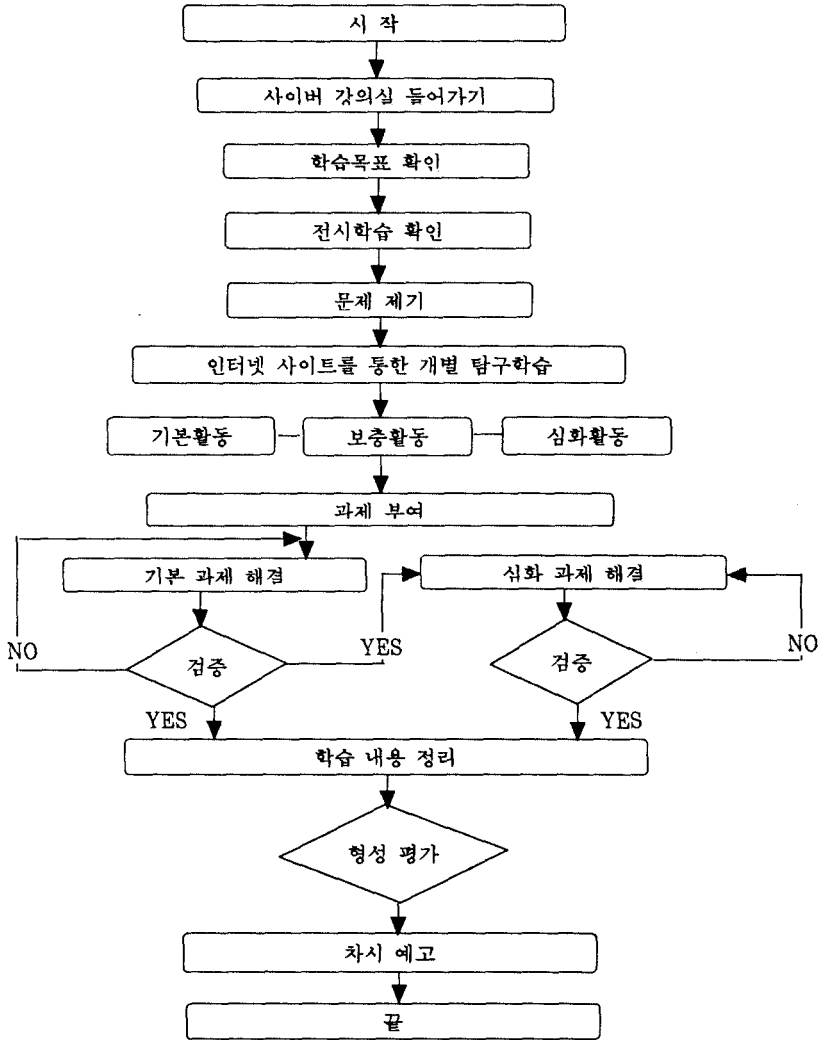 시 작
사이버 강의실 들어가기
학습목표 확인
전시학습 확인
문제 제기
인터넷 사이트를 통한 개별 탐구학습
기본활동 보충활동 심화활동
과제 부여
기본 과제 해결 심화 과제 해결
NO 검증 YES 검증 NO
YES YES
학습 내용 정리
형성 평가
차시 예고
끝